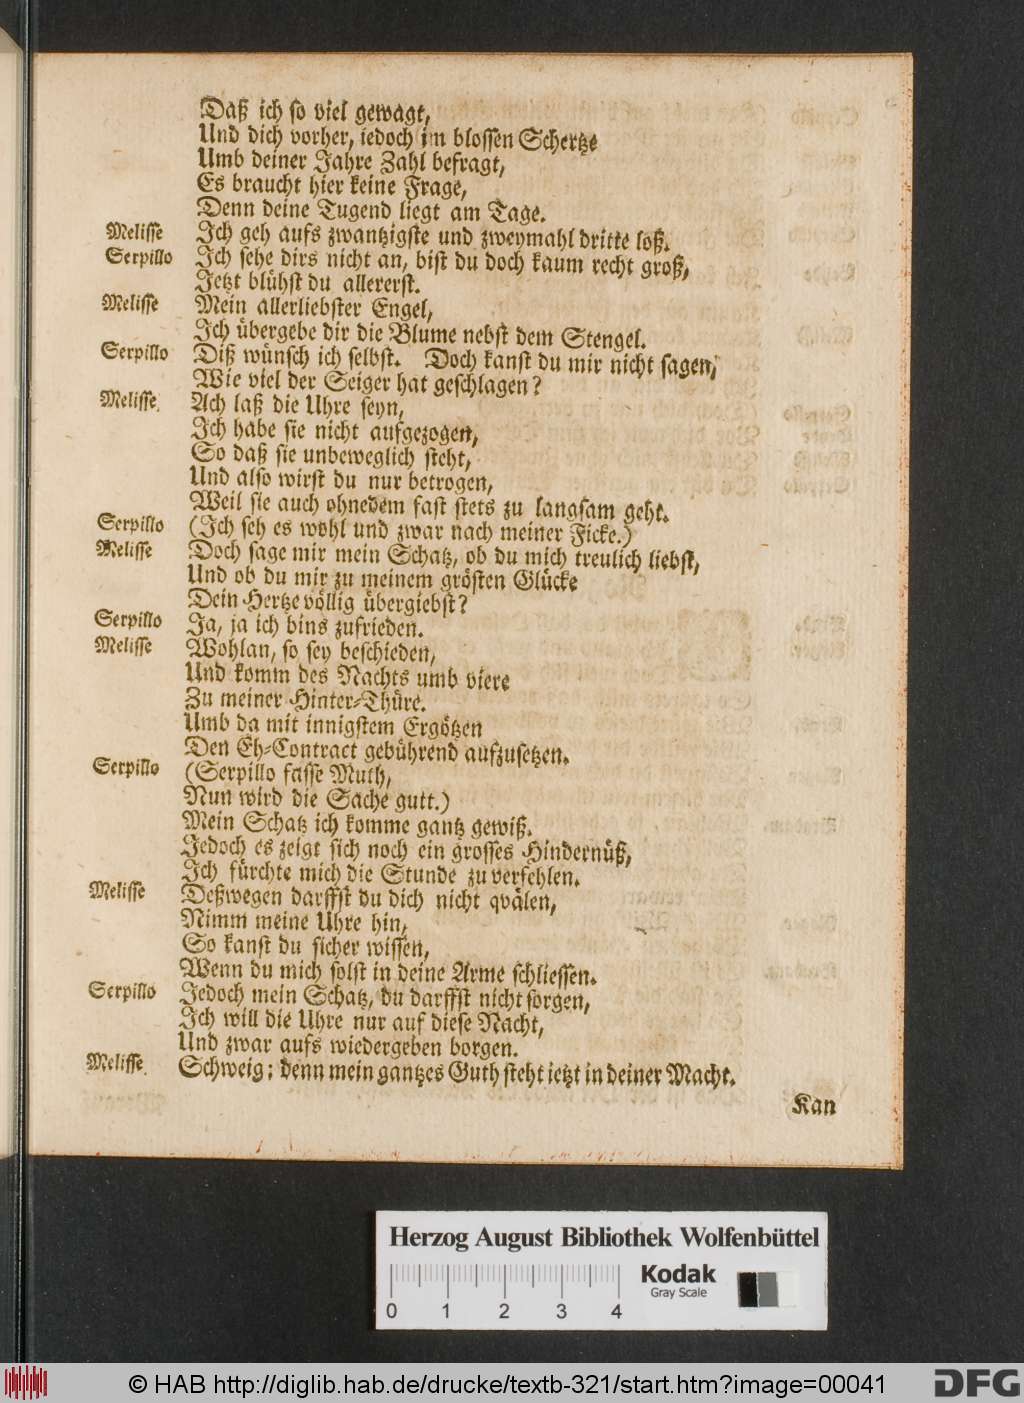 Daß ich so viel gewagt,
Und dich vorher, iedoch im blossen Schertze
Umb deiner Jahre Zahl befragt,
Es braucht hier keine Frage,
Denn deine Tugend liegt am Tage.
Melisse Ich geh aufs zwantzigste und zweymahl dritte loß.
Serpillo Ich sehe dirs nicht an, bist du doch kaum recht groß,
Jetzt blühst du allererst.
Melisse Mein allerliebster Engel,
Ich übergebe dir die Blume nebst dem Stengel.
Serpillo Diß wünsch ich selbst. Doch kanst du mir nicht sagen,
Wie viel der Seiger hat geschlagen?
Melisse. Ach laß die Uhre seyn,
Ich habe sie nicht aufgezogen,
So daß sie unbeweglich steht,
Und also wirst du nur betrogen,
Weil sie auch ohnedem fast stets zu langsam geht.
Serpillo (Ich seh es wohl und zwar nach meiner Ficke.)
Melisse Doch sage mir mein Schatz, ob du mich treulich liebst,
Und ob du mir zu meinem grösten Glücke
Dein Hertze völlig übergiebst?
Serpillo Ja, ja ich bins zufrieden.
Melisse Wohlan, so sey beschieden,
Und komm des Nachts umb viere
Zu meiner Hinter-Thüre.
Umb da mit innigstem Ergötzen
Den Eh-Contract gebührend aufzusetzen.
Serpillo (Serpillo fasse Muth,
Nun wird die Sache gutt.)
Mein Schatz ich komme gantz gewiß.
Jedoch es zeigt sich noch ein grosses Hindernüß,
Ich fürchte mich die Stunde zu verfehlen.
Melisse Deßwegen darffst du dich nicht qvälen,
Nimm meine Uhre hin,
So kanst du sicher wissen,
Wenn du mich solst in deine Arme schliessen.
Serpillo Jedoch mein Schatz, du darffst nicht sorgen,
Ich will die Uhre nur auf diese Nacht,
Und zwar aufs wiedergeben borgen.
Melisse. Schweig; denn mein gantzes Guth steht ietzt in deiner Macht.
Kan
Herzog August Bibliothek Wolfenbüttel
Kodak
Gray Scale
0 1 2 3 4
© HAB http://diglib.hab.de/drucke/textb-321/start.htm?image=00041
DFG